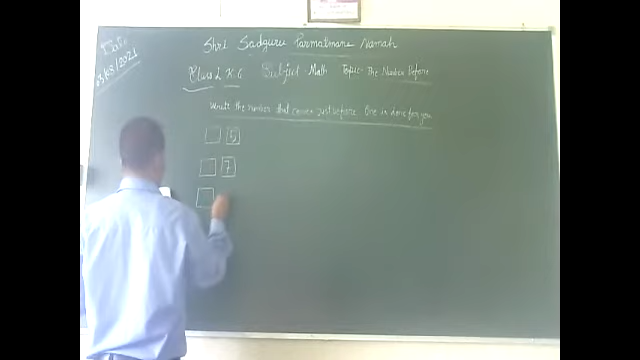 Date
03/08/2021
Shri Sadguru Parmatmane Namah
Class L K.G Subject - Math Topic - The Number Before
Write the number that comes just before. One is done for you
5
7